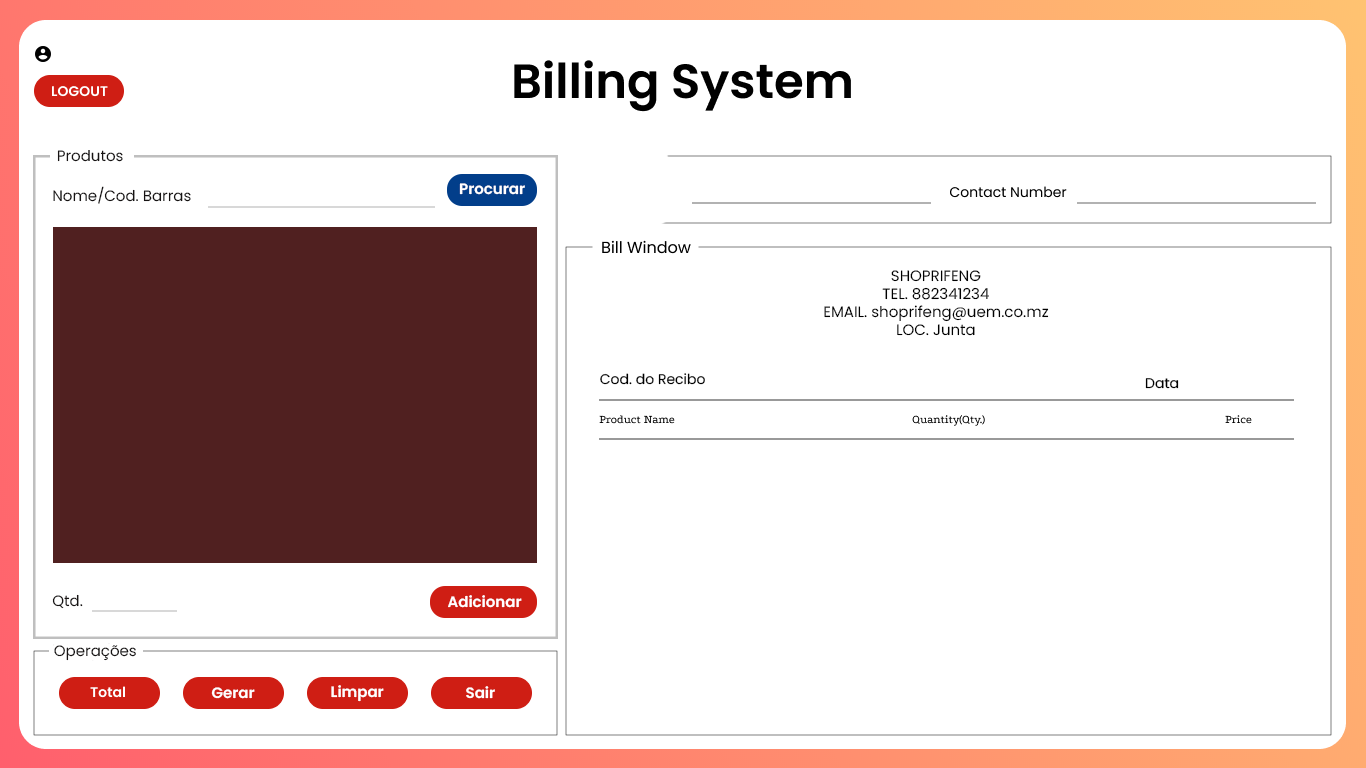 Billing System
LOGOUT
Produtos
Nome/Cod. Barras
Procurar
Contact Number
Bill Window
SHOPRIFENG
TEL. 882341234
EMAIL. shoprifeng@uem.co.mz
LOC. Junta
Cod. do Recibo
Data
Product Name
Quantity(Qty.)
Price
Qtd.
Adicionar
Operações
Total
Gerar
Limpar
Sair